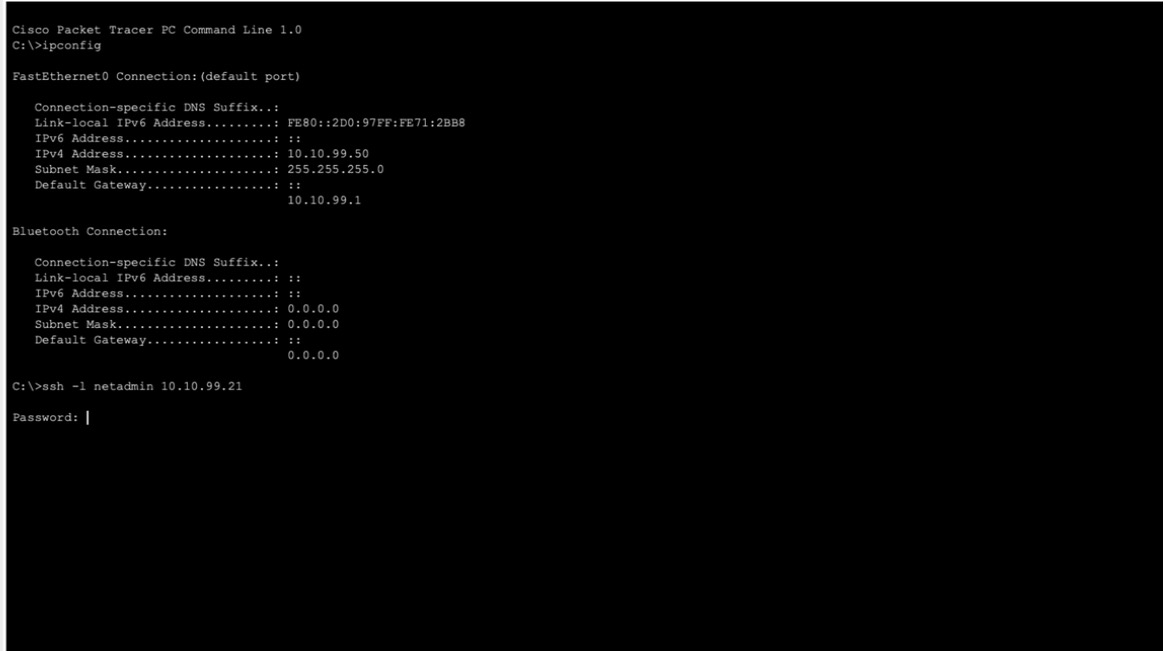 Cisco Packet Tracer PC Command Line 1.0
C:\>ipconfig
FastEthernet0 Connection:(default port)
Connection-specific DNS Suffix..:
Link-local IPv6 Address.........: FE80::2D0:97FF:FE71:2BB8
IPv6 Address....................: ::
IPv4 Address....................: 10.10.99.50
Subnet Mask.....................: 255.255.255.0
Default Gateway.................: ::
10.10.99.1
Bluetooth Connection:
Connection-specific DNS Suffix..:
Link-local IPv6 Address.........: ::
IPv6 Address....................: ::
IPv4 Address....................: 0.0.0.0
Subnet Mask.....................: 0.0.0.0
Default Gateway.................: ::
0.0.0.0
C:\>ssh -l netadmin 10.10.99.21
Password: